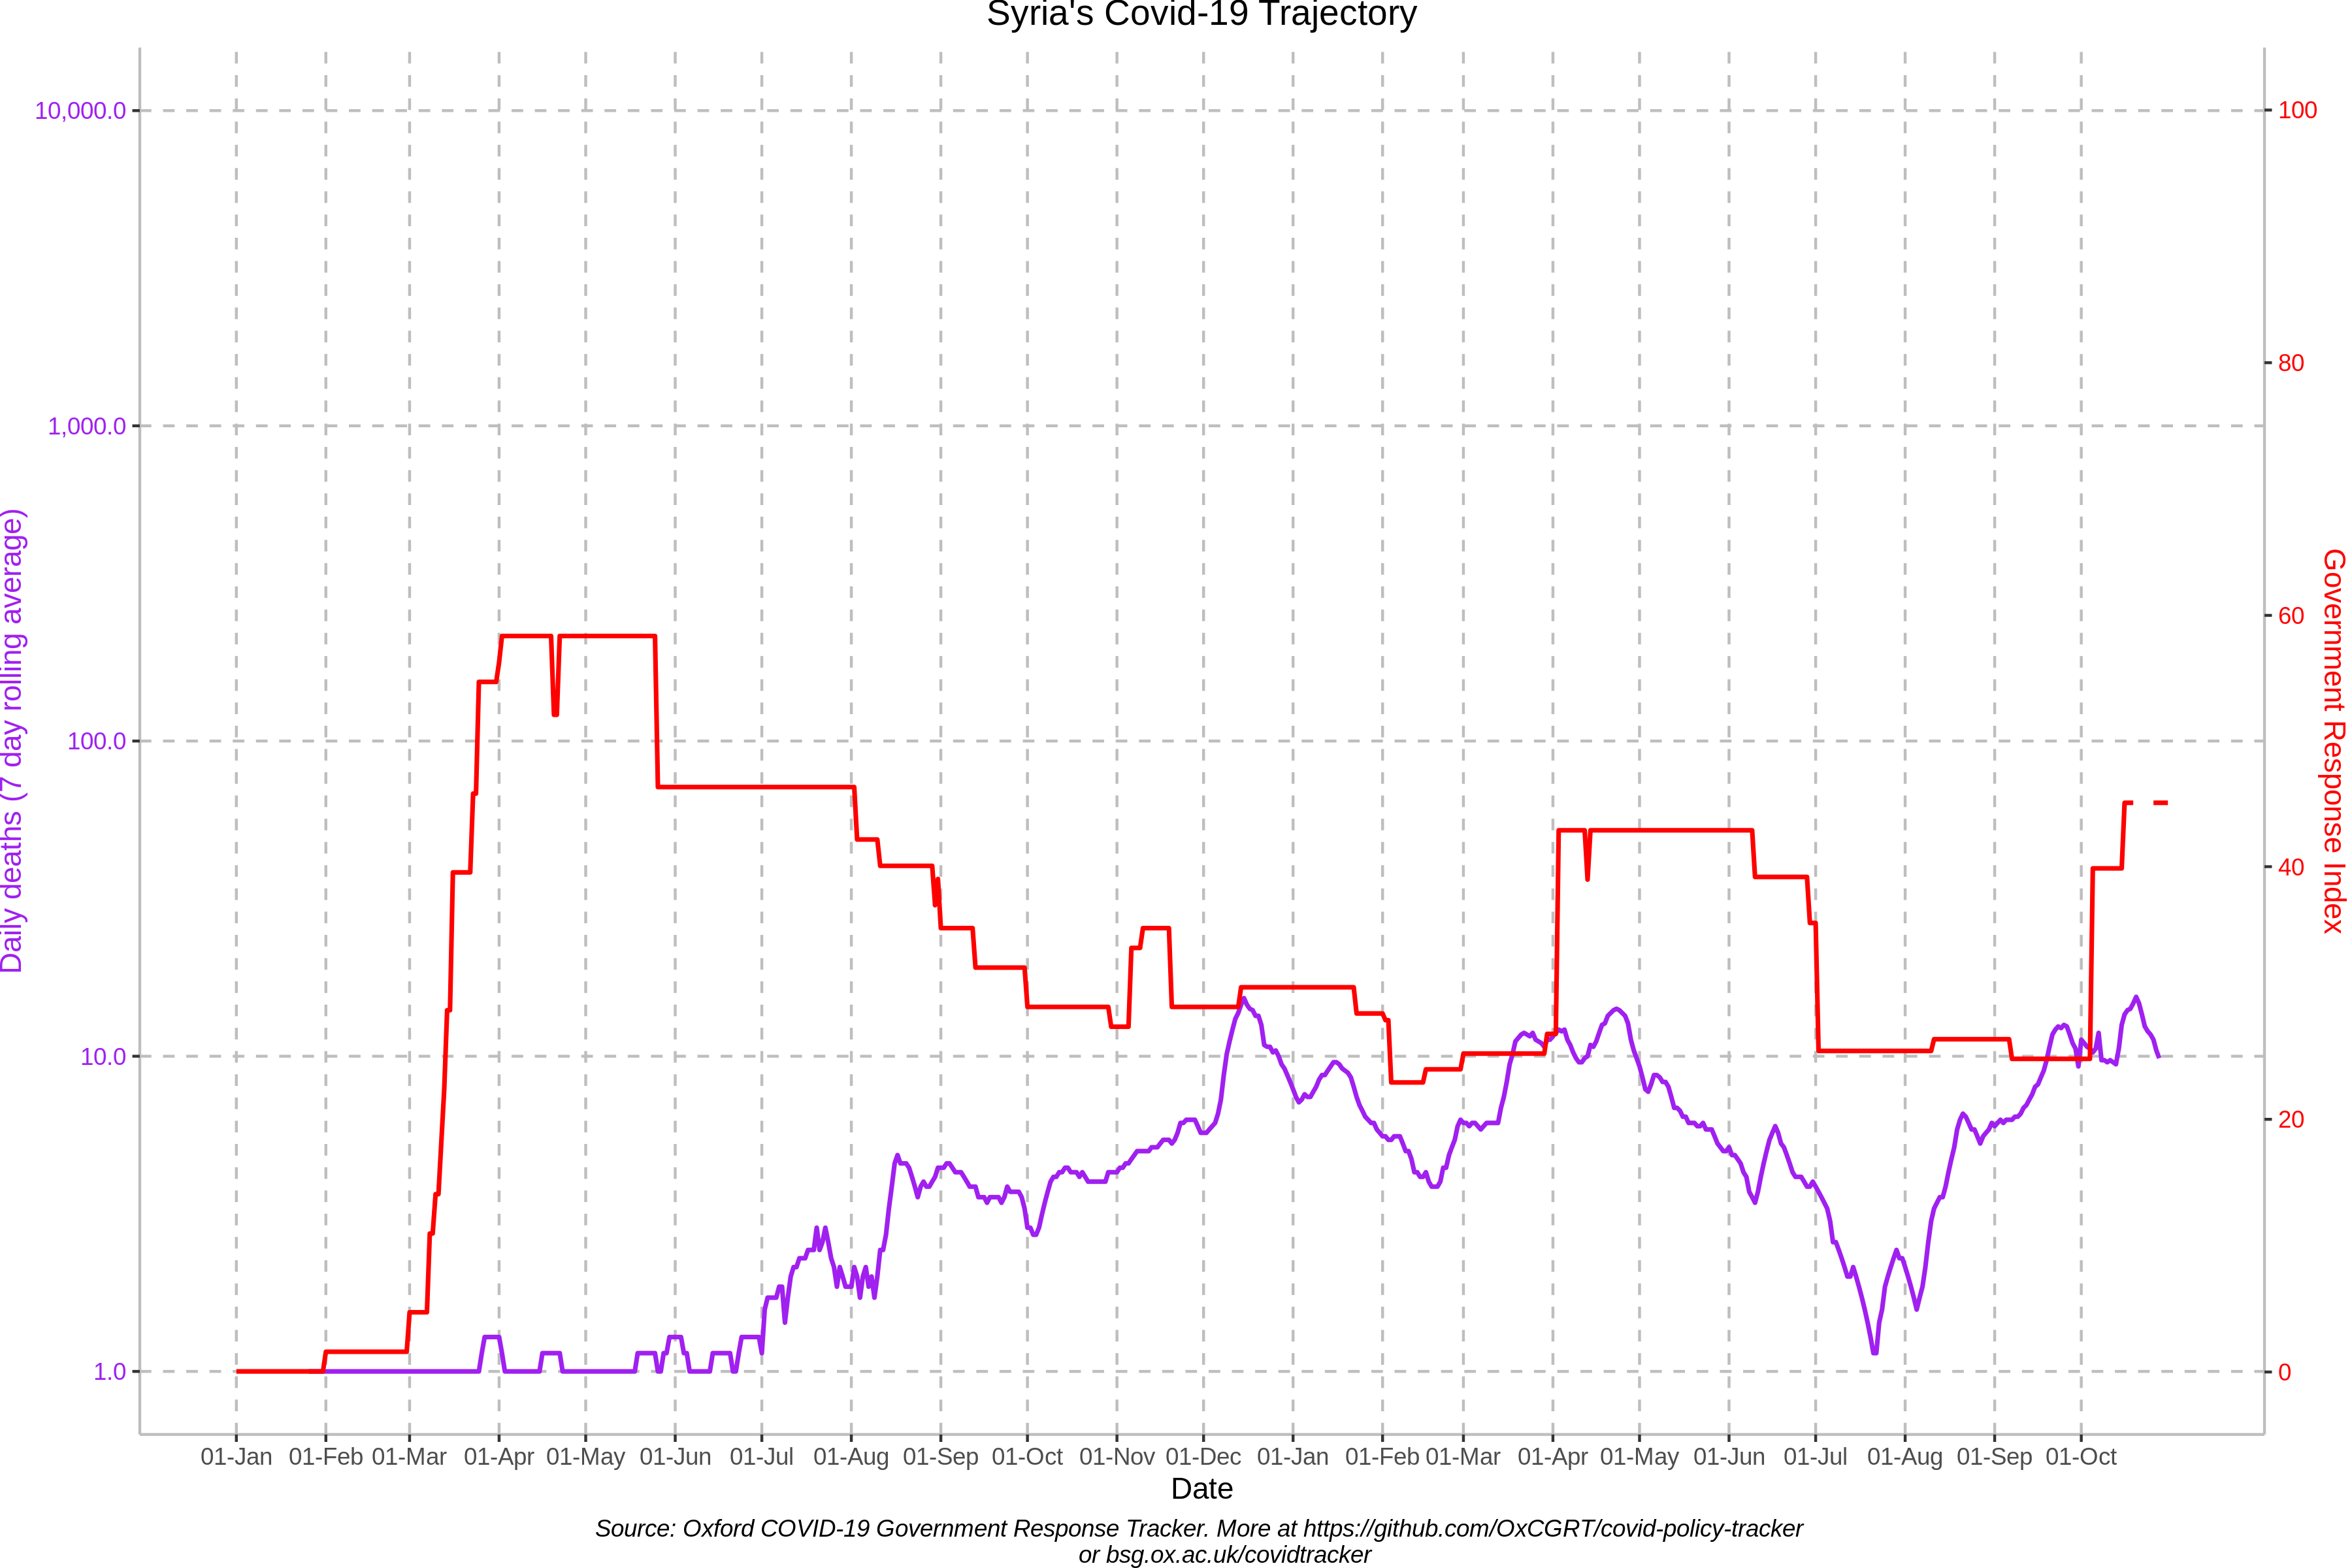 Syria's Covid-19 Trajectory
10,000.0
1,000.0
100.0
10.0
1.0
Daily deaths (7 day rolling average)
100
80
60
40
20
0
Government Response Index
01-Jan 01-Feb 01-Mar 01-Apr 01-May 01-Jun 01-Jul 01-Aug 01-Sep 01-Oct 01-Nov 01-Dec 01-Jan 01-Feb 01-Mar 01-Apr 01-May 01-Jun 01-Jul 01-Aug 01-Sep 01-Oct
Date
Source: Oxford COVID-19 Government Response Tracker. More at https://github.com/OxCGRT/covid-policy-tracker
or bsg.ox.ac.uk/covidtracker